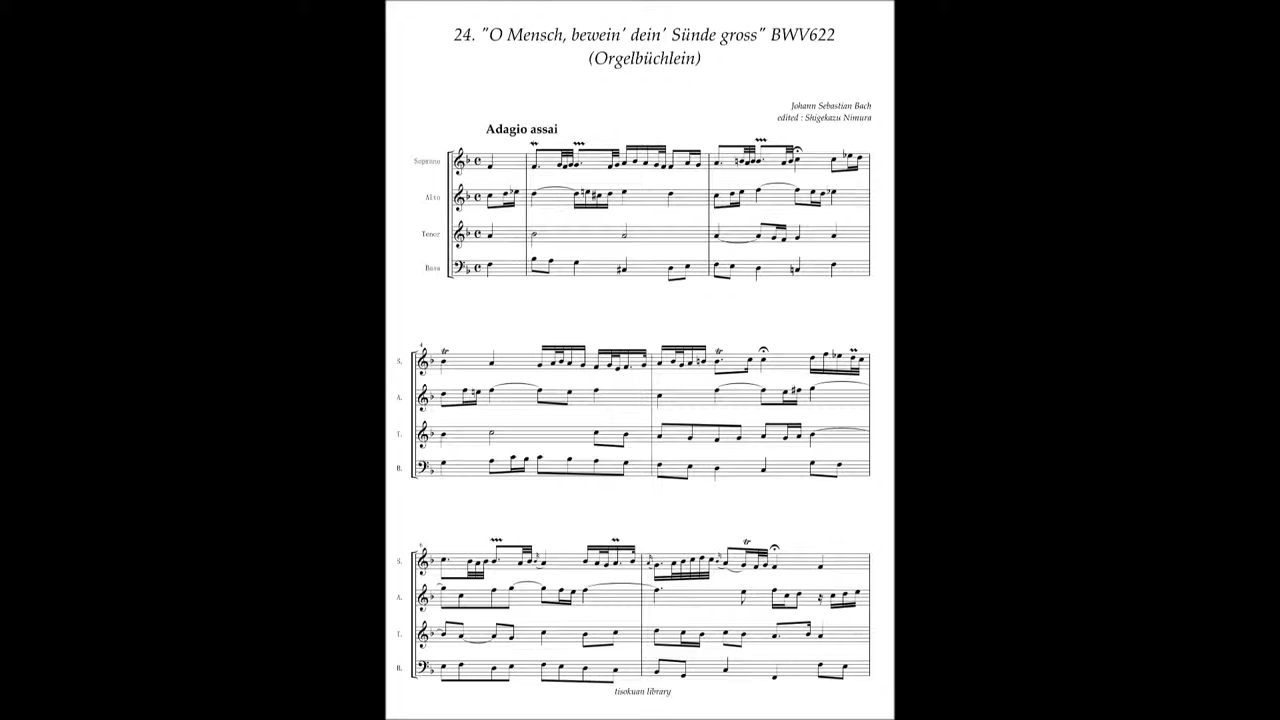 24. "O Mensch, bewein' dein' Sünde gross" BWV622
(Orgelbüchlein)
Johann Sebastian Bach
edited : Shigekazu Nimura
Adagio assai
Soprano
Alto
Tenor
Bass
S.
A.
T.
B.
S.
A.
T.
B.
tisokuan library